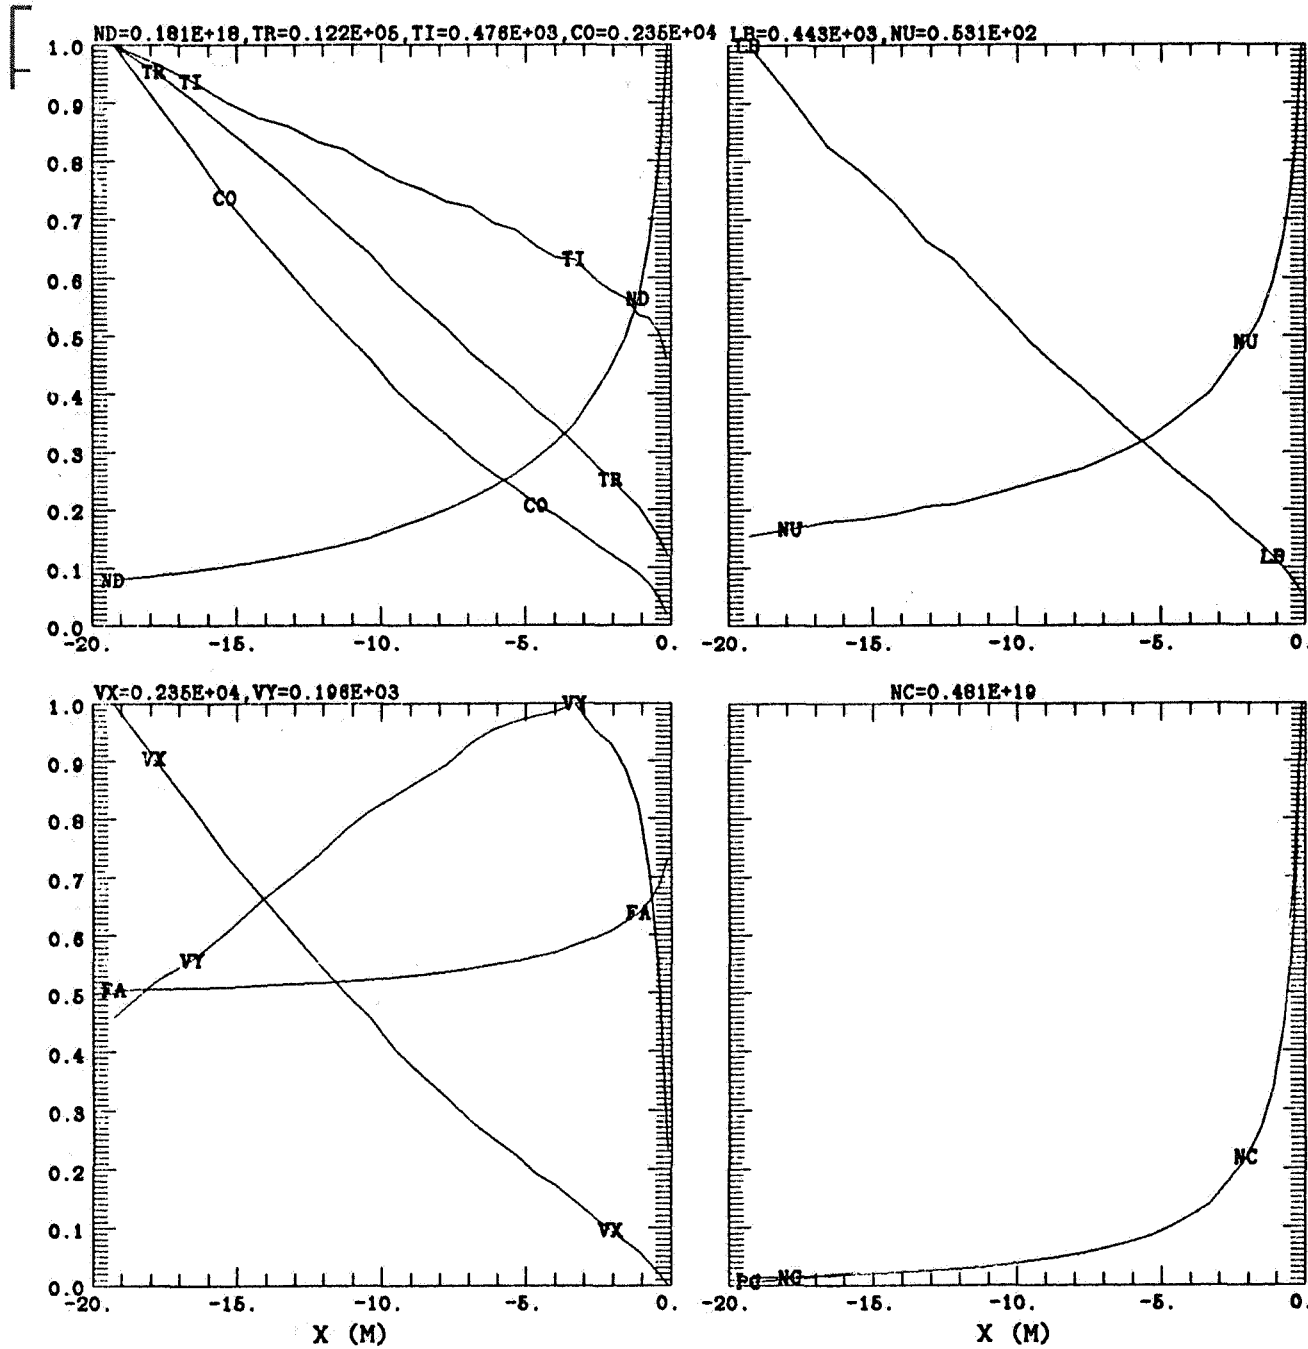 ND=0.181E+18,TR=0.122E+05,TI=0.476E+03,CO=0.235E+04
LB=0.443E+03,NU=0.531E+02
1.0
0.9
0.8
0.7
0.6
0.5
0.4
0.3
0.2
0.1
0.0
TR
TI
CO
TI
ND
TR
CO
ND
-20.
-15.
-10.
-5.
0.
LB
NU
NU
LB
-20.
-15.
-10.
-5.
0.
VX=0.235E+04,VY=0.196E+03
NC=0.481E+19
1.0
0.9
0.8
0.7
0.6
0.5
0.4
0.3
0.2
0.1
0.0
VY
VX
FA
VY
FA
VX
-20.
-15.
-10.
-5.
0.
X (M)
NC
NC
-20.
-15.
-10.
-5.
0.
X (M)